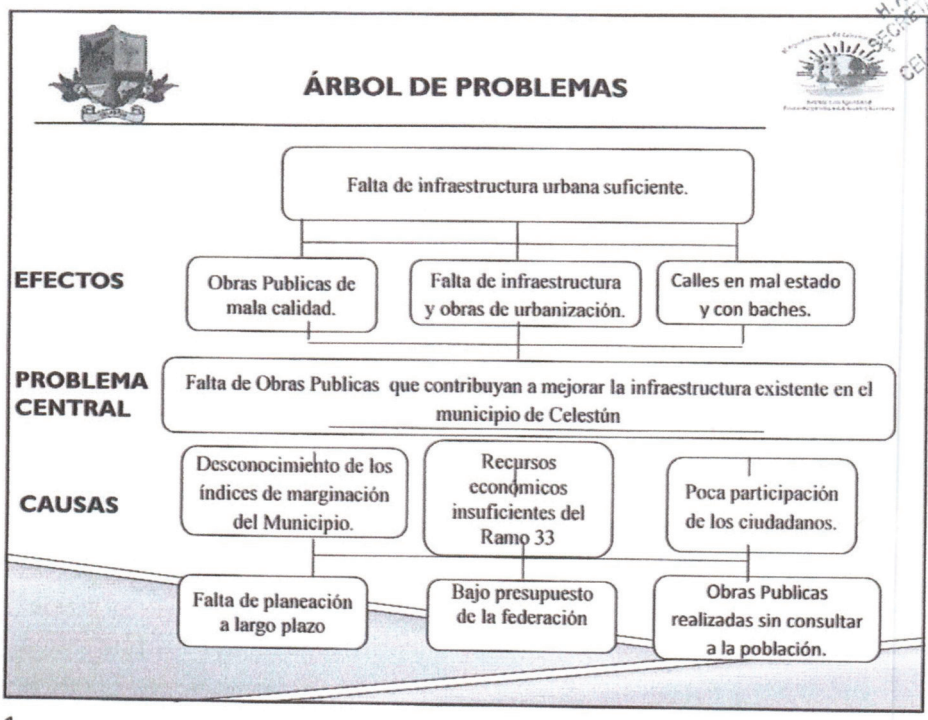 H.
SECRET
CEL
ÁRBOL DE PROBLEMAS
Falta de infraestructura urbana suficiente.
EFECTOS
Obras Publicas de
mala calidad.
Falta de infraestructura
y obras de urbanización.
Calles en mal estado
y con baches.
PROBLEMA
CENTRAL
Falta de Obras Publicas que contribuyan a mejorar la infraestructura existente en el
municipio de Celestún
CAUSAS
Desconocimiento de los
índices de marginación
del Municipio.
Recursos
económicos
insuficientes del
Ramo 33
Poca participación
de los ciudadanos.
Falta de planeación
a largo plazo
Bajo presupuesto
de la federación
Obras Publicas
realizadas sin consultar
a la población.